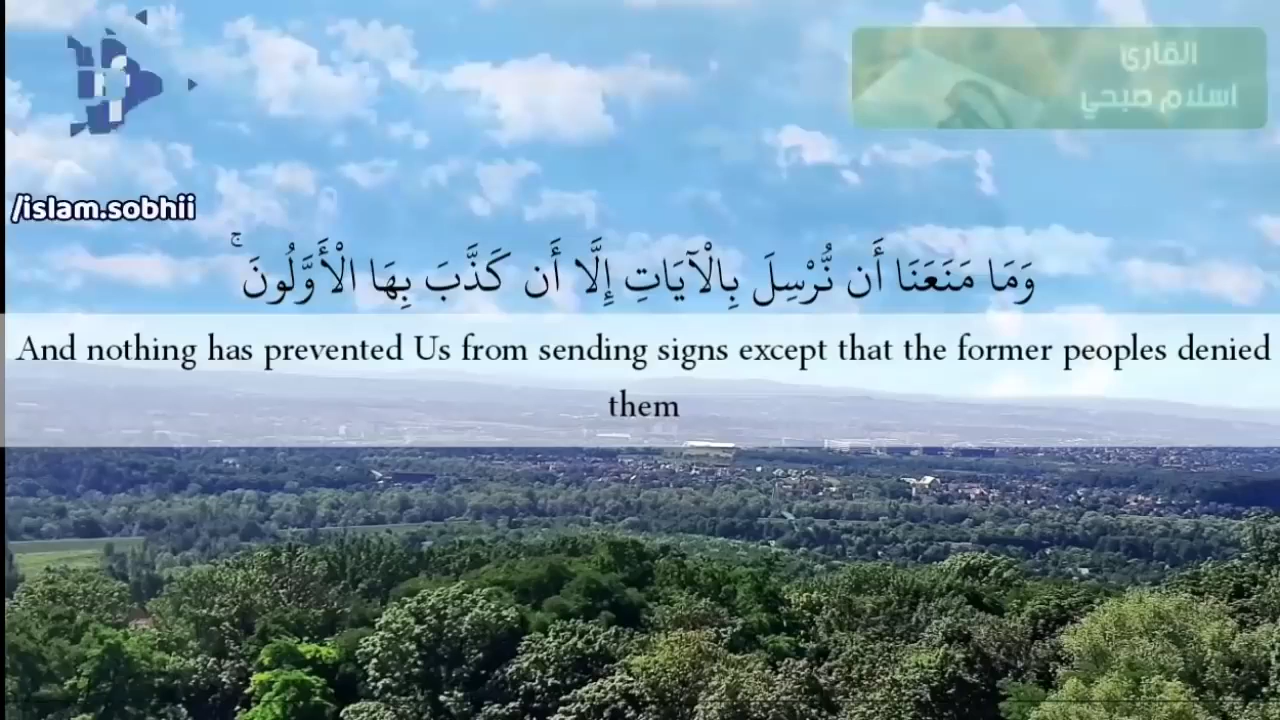 القارئ
اسلام صبحي
/islam.sobhii
وَمَا مَنَعَنَا أَن نُّرْسِلَ بِالْآيَاتِ إِلَّا أَن كَذَّبَ بِهَا الْأَوَّلُونَ ۚ
And nothing has prevented Us from sending signs except that the former peoples denied
them